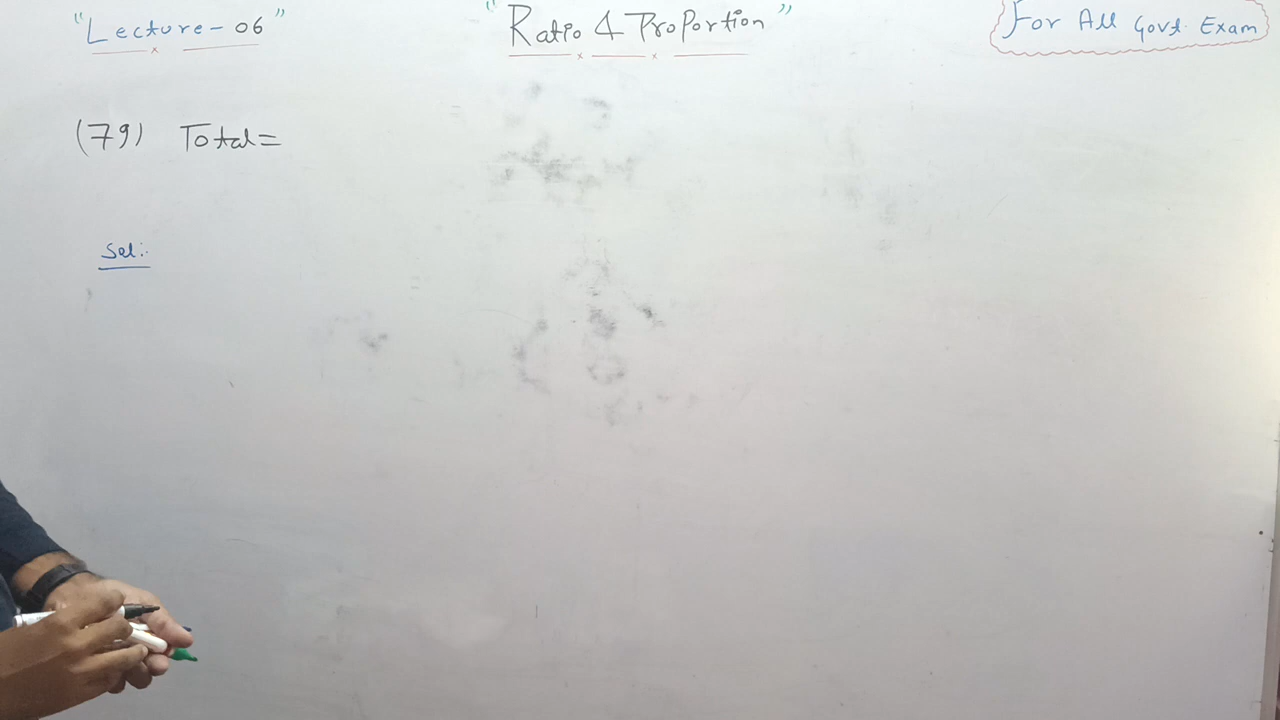 "Lecture-06"
"Ratio & Proportion"
For All Govt. Exam
(79) Total=
Sol:.